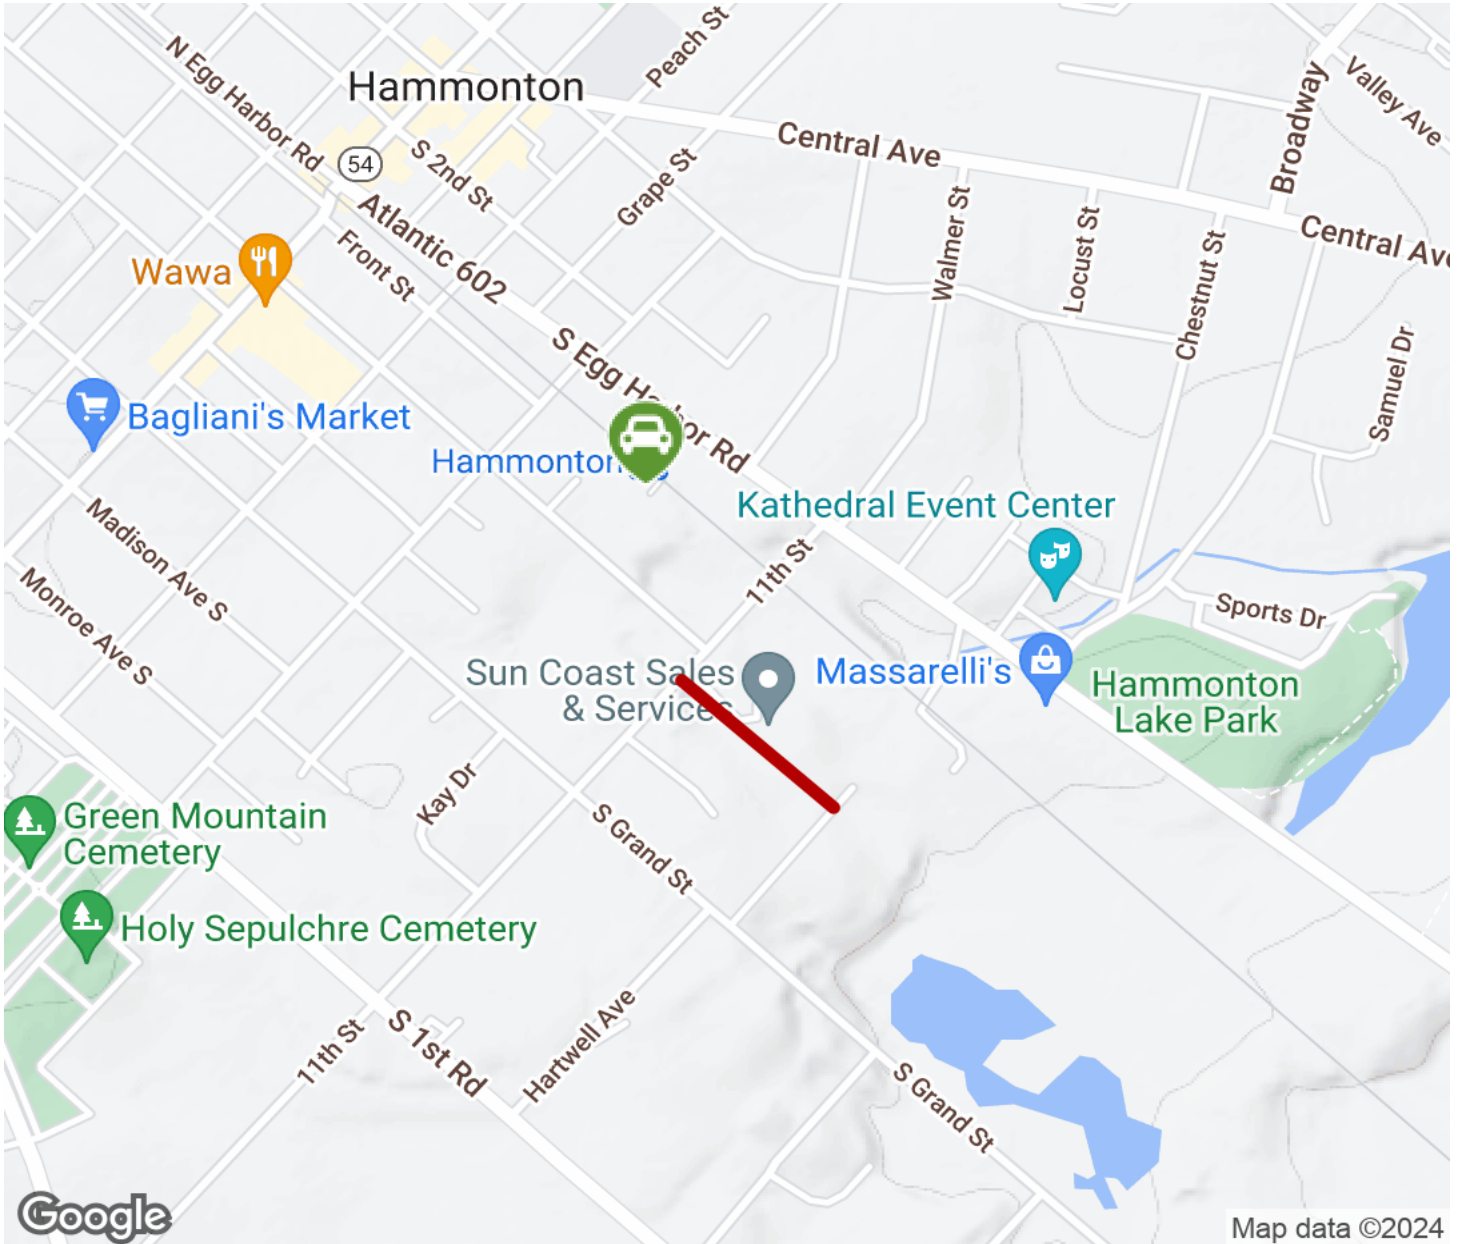 Peach St
Valley Ave
N Egg Harbor Rd
Hammonton
Broadway
Central Ave
54
S 2nd St
Grape St
Atlantic 602
Walmer St
Locust St
Central Ave
Front St
Wawa
Chestnut St
Samuel Dr
S Egg Harbor Rd
Bagliani's Market
Hammonton
Kathedral Event Center
Madison Ave S
11th St
Monroe Ave S
Sports Dr
Sun Coast Sales
& Services
Massarelli's
Hammonton
Lake Park
Kay Dr
Green Mountain
Cemetery
S Grand St
Holy Sepulchre Cemetery
11th St
S 1st Rd
Hartwell Ave
S Grand St
Google
Map data ©2024